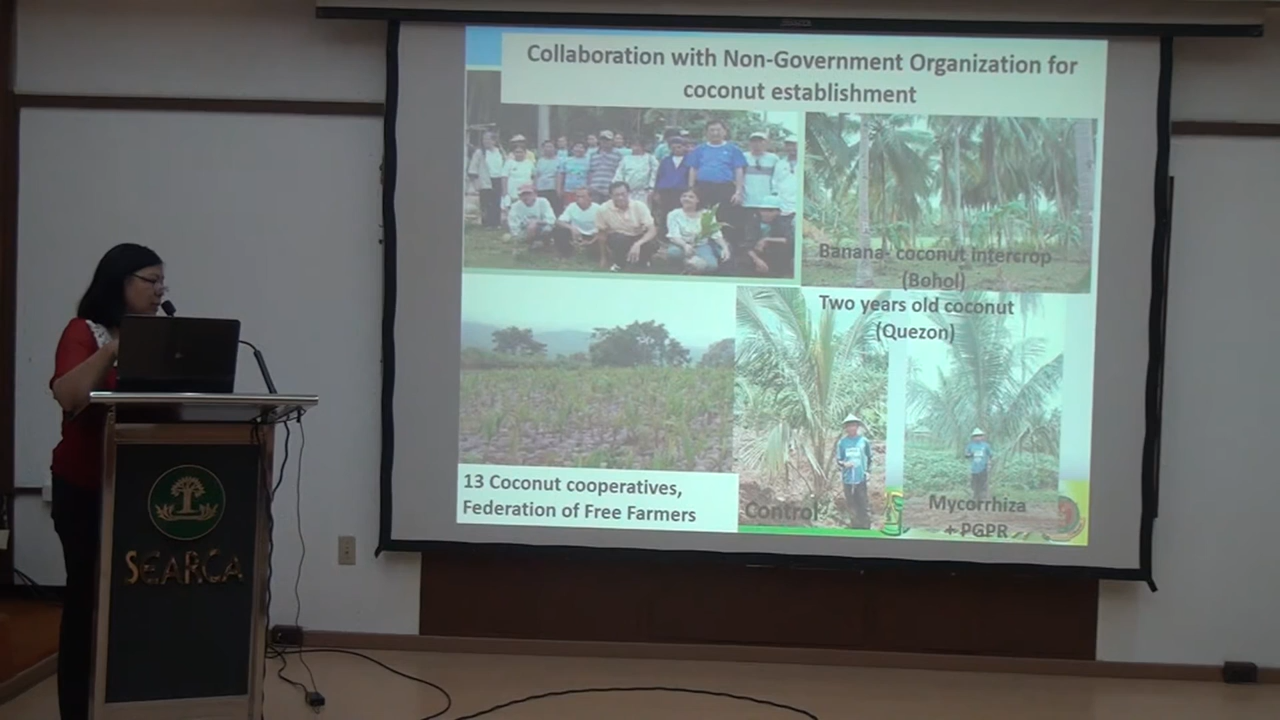 Collaboration with Non-Government Organization for
coconut establishment
Banana- coconut intercrop
(Bohol)
Two years old coconut
(Quezon)
13 Coconut cooperatives,
Federation of Free Farmers
Control
Mycorrhiza
+ PGPR
SEARCA